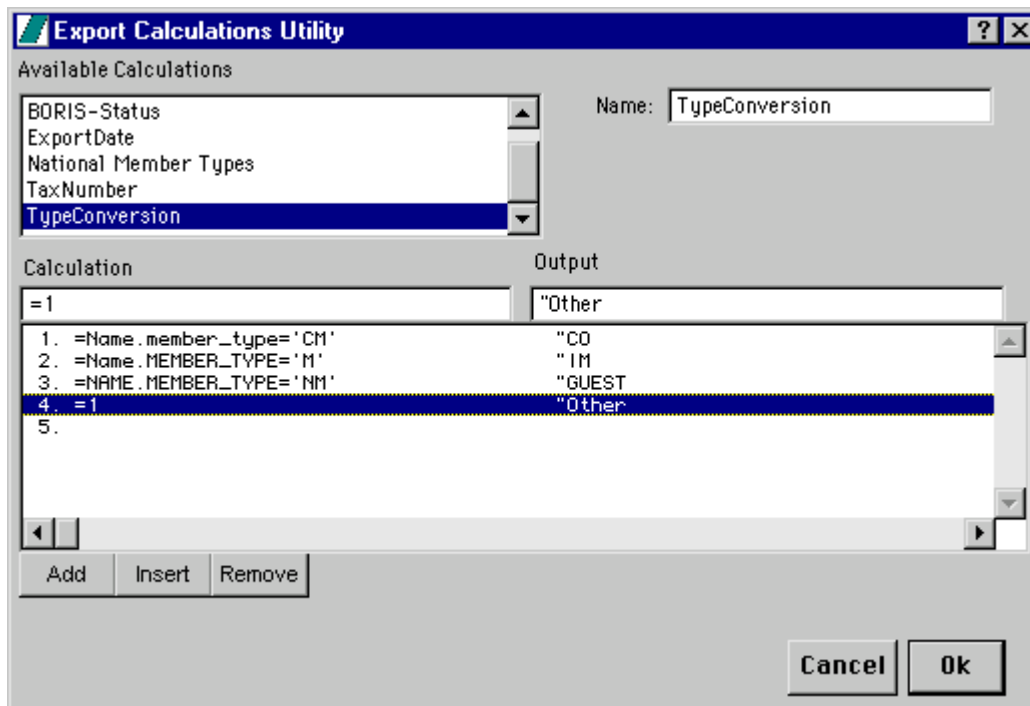 Export Calculations Utility
Available Calculations
BORIS-Status
ExportDate
National Member Types
TaxNumber
TypeConversion
Name: TypeConversion
Calculation Output
=1 "Other
1. =Name.member_type='CM' "CO
2. =Name.MEMBER_TYPE='M' "IM
3. =NAME.MEMBER_TYPE='NM' "GUEST
4. =1 "Other
5.
Add Insert Remove
Cancel Ok